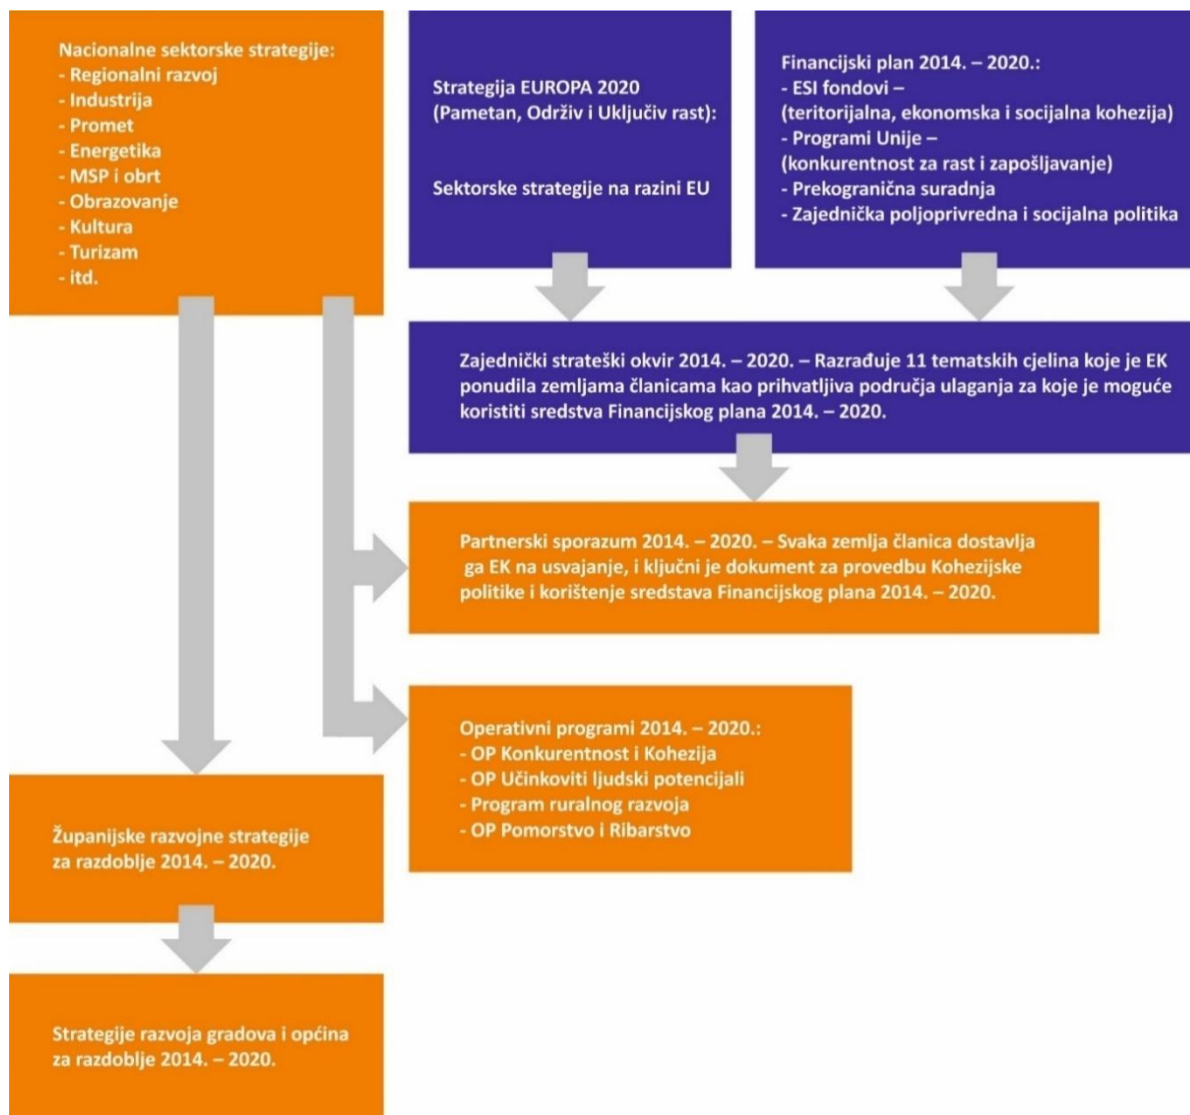 Nacionalne sektorske strategije:
- Regionalni razvoj
- Industrija
- Promet
- Energetika
- MSP i obrt
- Obrazovanje
- Kultura
- Turizam
- itd.
Strategija EUROPA 2020
(Pametan, Održiv i Uključiv rast):
Sektorske strategije na razini EU
Financijski plan 2014. – 2020.:
- ESI fondovi –
(teritorijalna, ekonomska i socijalna kohezija)
- Programi Unije –
(konkurentnost za rast i zapošljavanje)
- Prekogranična suradnja
- Zajednička poljoprivredna i socijalna politika
Zajednički strateški okvir 2014. – 2020. – Razrađuje 11 tematskih cjelina koje je EK
ponudila zemljama članicama kao prihvatljiva područja ulaganja za koje je moguće
koristiti sredstva Financijskog plana 2014. – 2020.
Partnerski sporazum 2014. – 2020. – Svaka zemlja članica dostavlja
ga EK na usvajanje, i ključni je dokument za provedbu Kohezijske
politike i korištenje sredstava Financijskog plana 2014. – 2020.
Operativni programi 2014. – 2020.:
- OP Konkurentnost i Kohezija
- OP Učinkoviti ljudski potencijali
- Program ruralnog razvoja
- OP Pomorstvo i Ribarstvo
Županijske razvojne strategije
za razdoblje 2014. – 2020.
Strategije razvoja gradova i općina
za razdoblje 2014. – 2020.